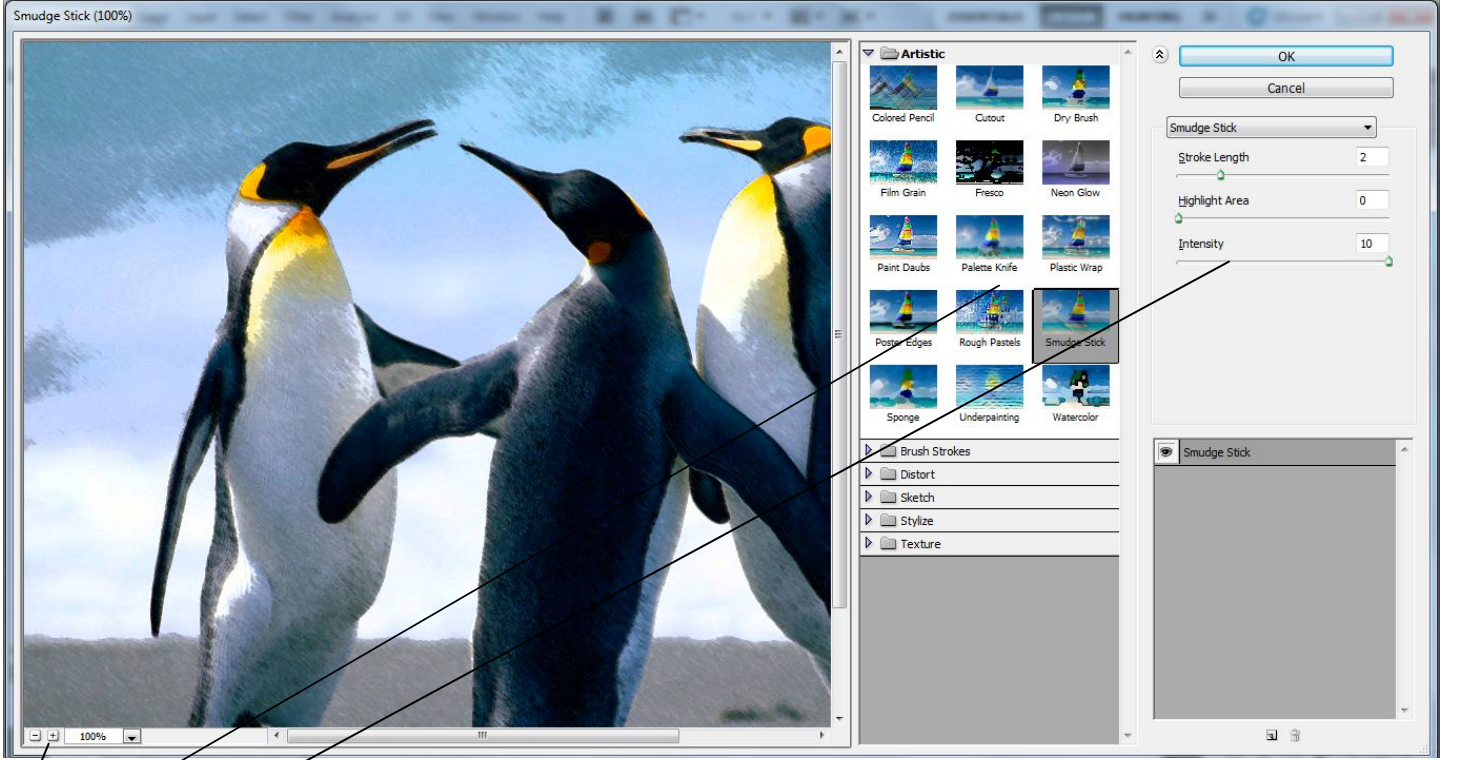 Smudge Stick (100%)
Artistic
Colored Pencil
Cutout
Dry Brush
Film Grain
Fresco
Neon Glow
Paint Daubs
Palette Knife
Plastic Wrap
Poster Edges
Rough Pastels
Smudge Stick
Sponge
Underpainting
Watercolor
Brush Strokes
Distort
Sketch
Stylize
Texture
100%
OK
Cancel
Smudge Stick
Stroke Length 2
Highlight Area 0
Intensity 10
Smudge Stick